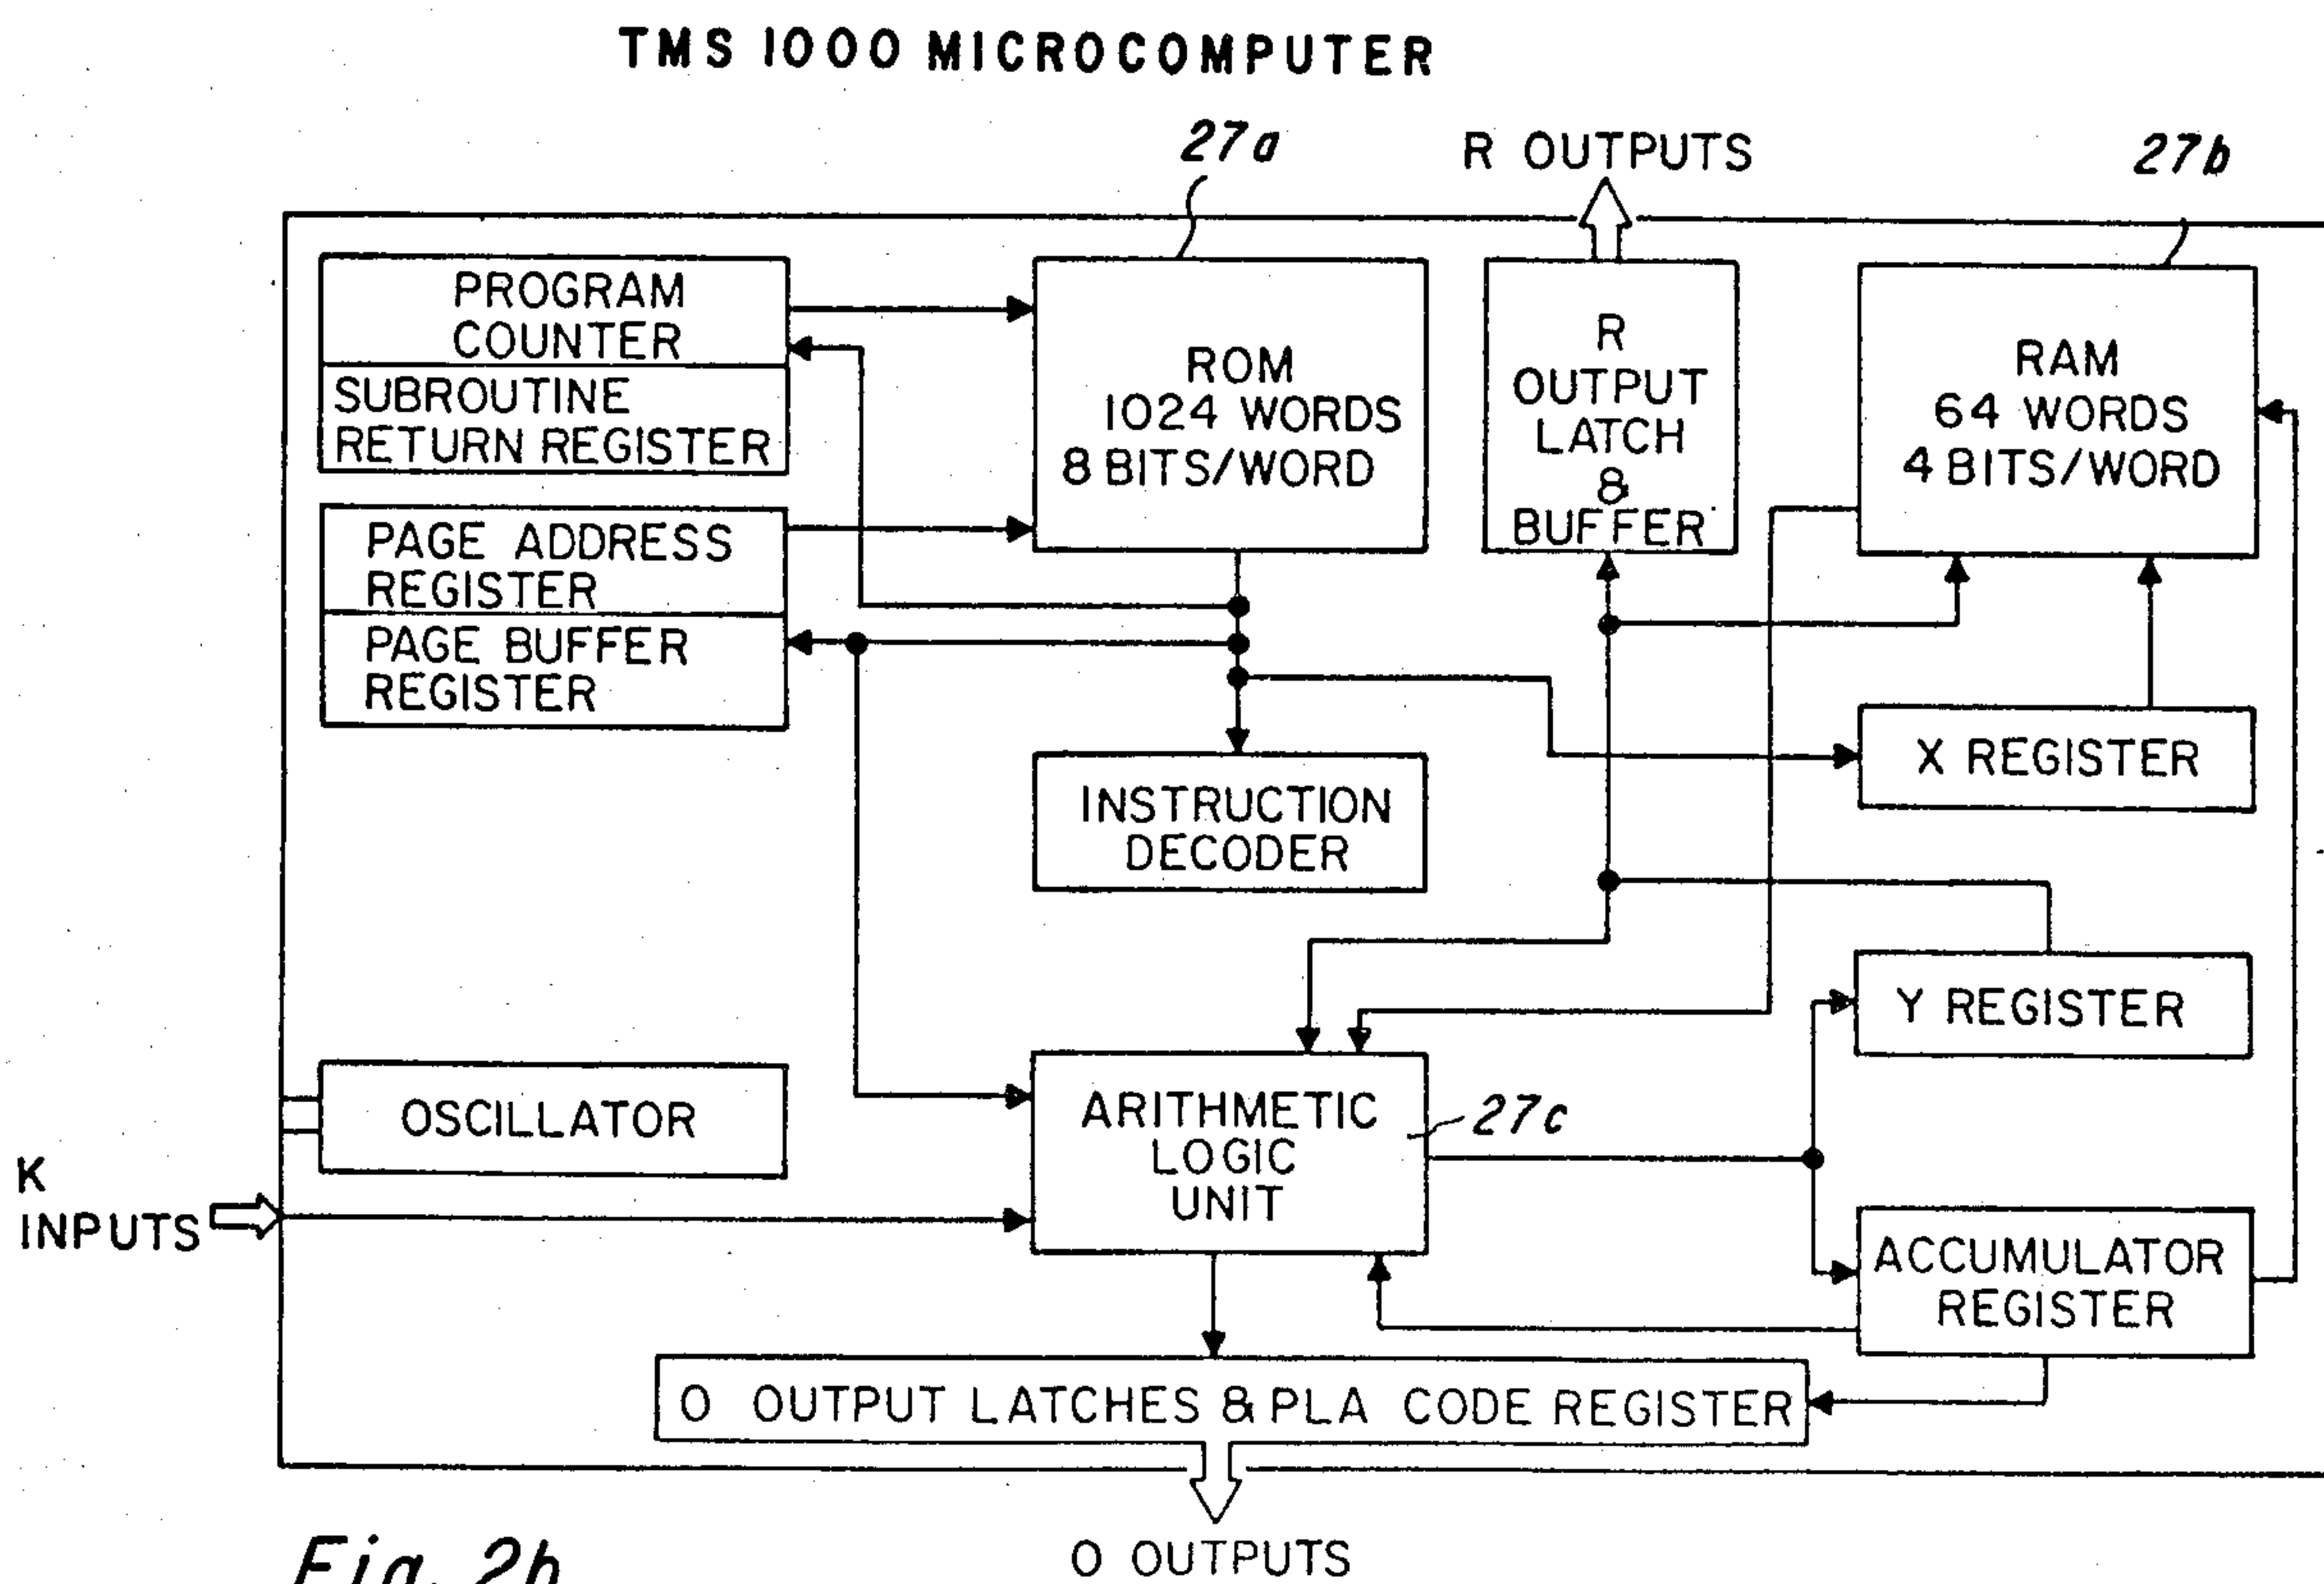 TMS 1000 MICROCOMPUTER
27a
R OUTPUTS
27b
PROGRAM
COUNTER
SUBROUTINE
RETURN REGISTER
PAGE ADDRESS
REGISTER
PAGE BUFFER
REGISTER
ROM
1024 WORDS
8 BITS/WORD
R
OUTPUT
LATCH
&
BUFFER
RAM
64 WORDS
4 BITS/WORD
INSTRUCTION
DECODER
X REGISTER
Y REGISTER
OSCILLATOR
K
INPUTS
ARITHMETIC
LOGIC
UNIT
27c
ACCUMULATOR
REGISTER
O OUTPUT LATCHES & PLA CODE REGISTER
O OUTPUTS
Fig. 2b